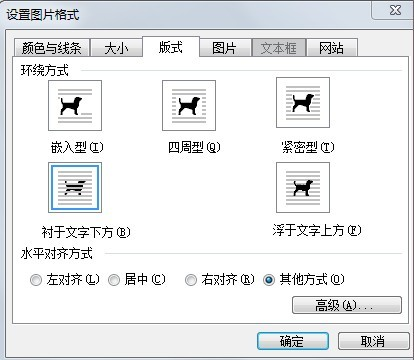 设置图片格式
颜色与线条 大小 版式 图片 文本框 网站
环绕方式
嵌入型(I) 四周型(Q) 紧密型(T)
衬于文字下方(B) 浮于文字上方(F)
水平对齐方式
左对齐(L) 居中(C) 右对齐(R) 其他方式(O)
高级(A)...
确定 取消